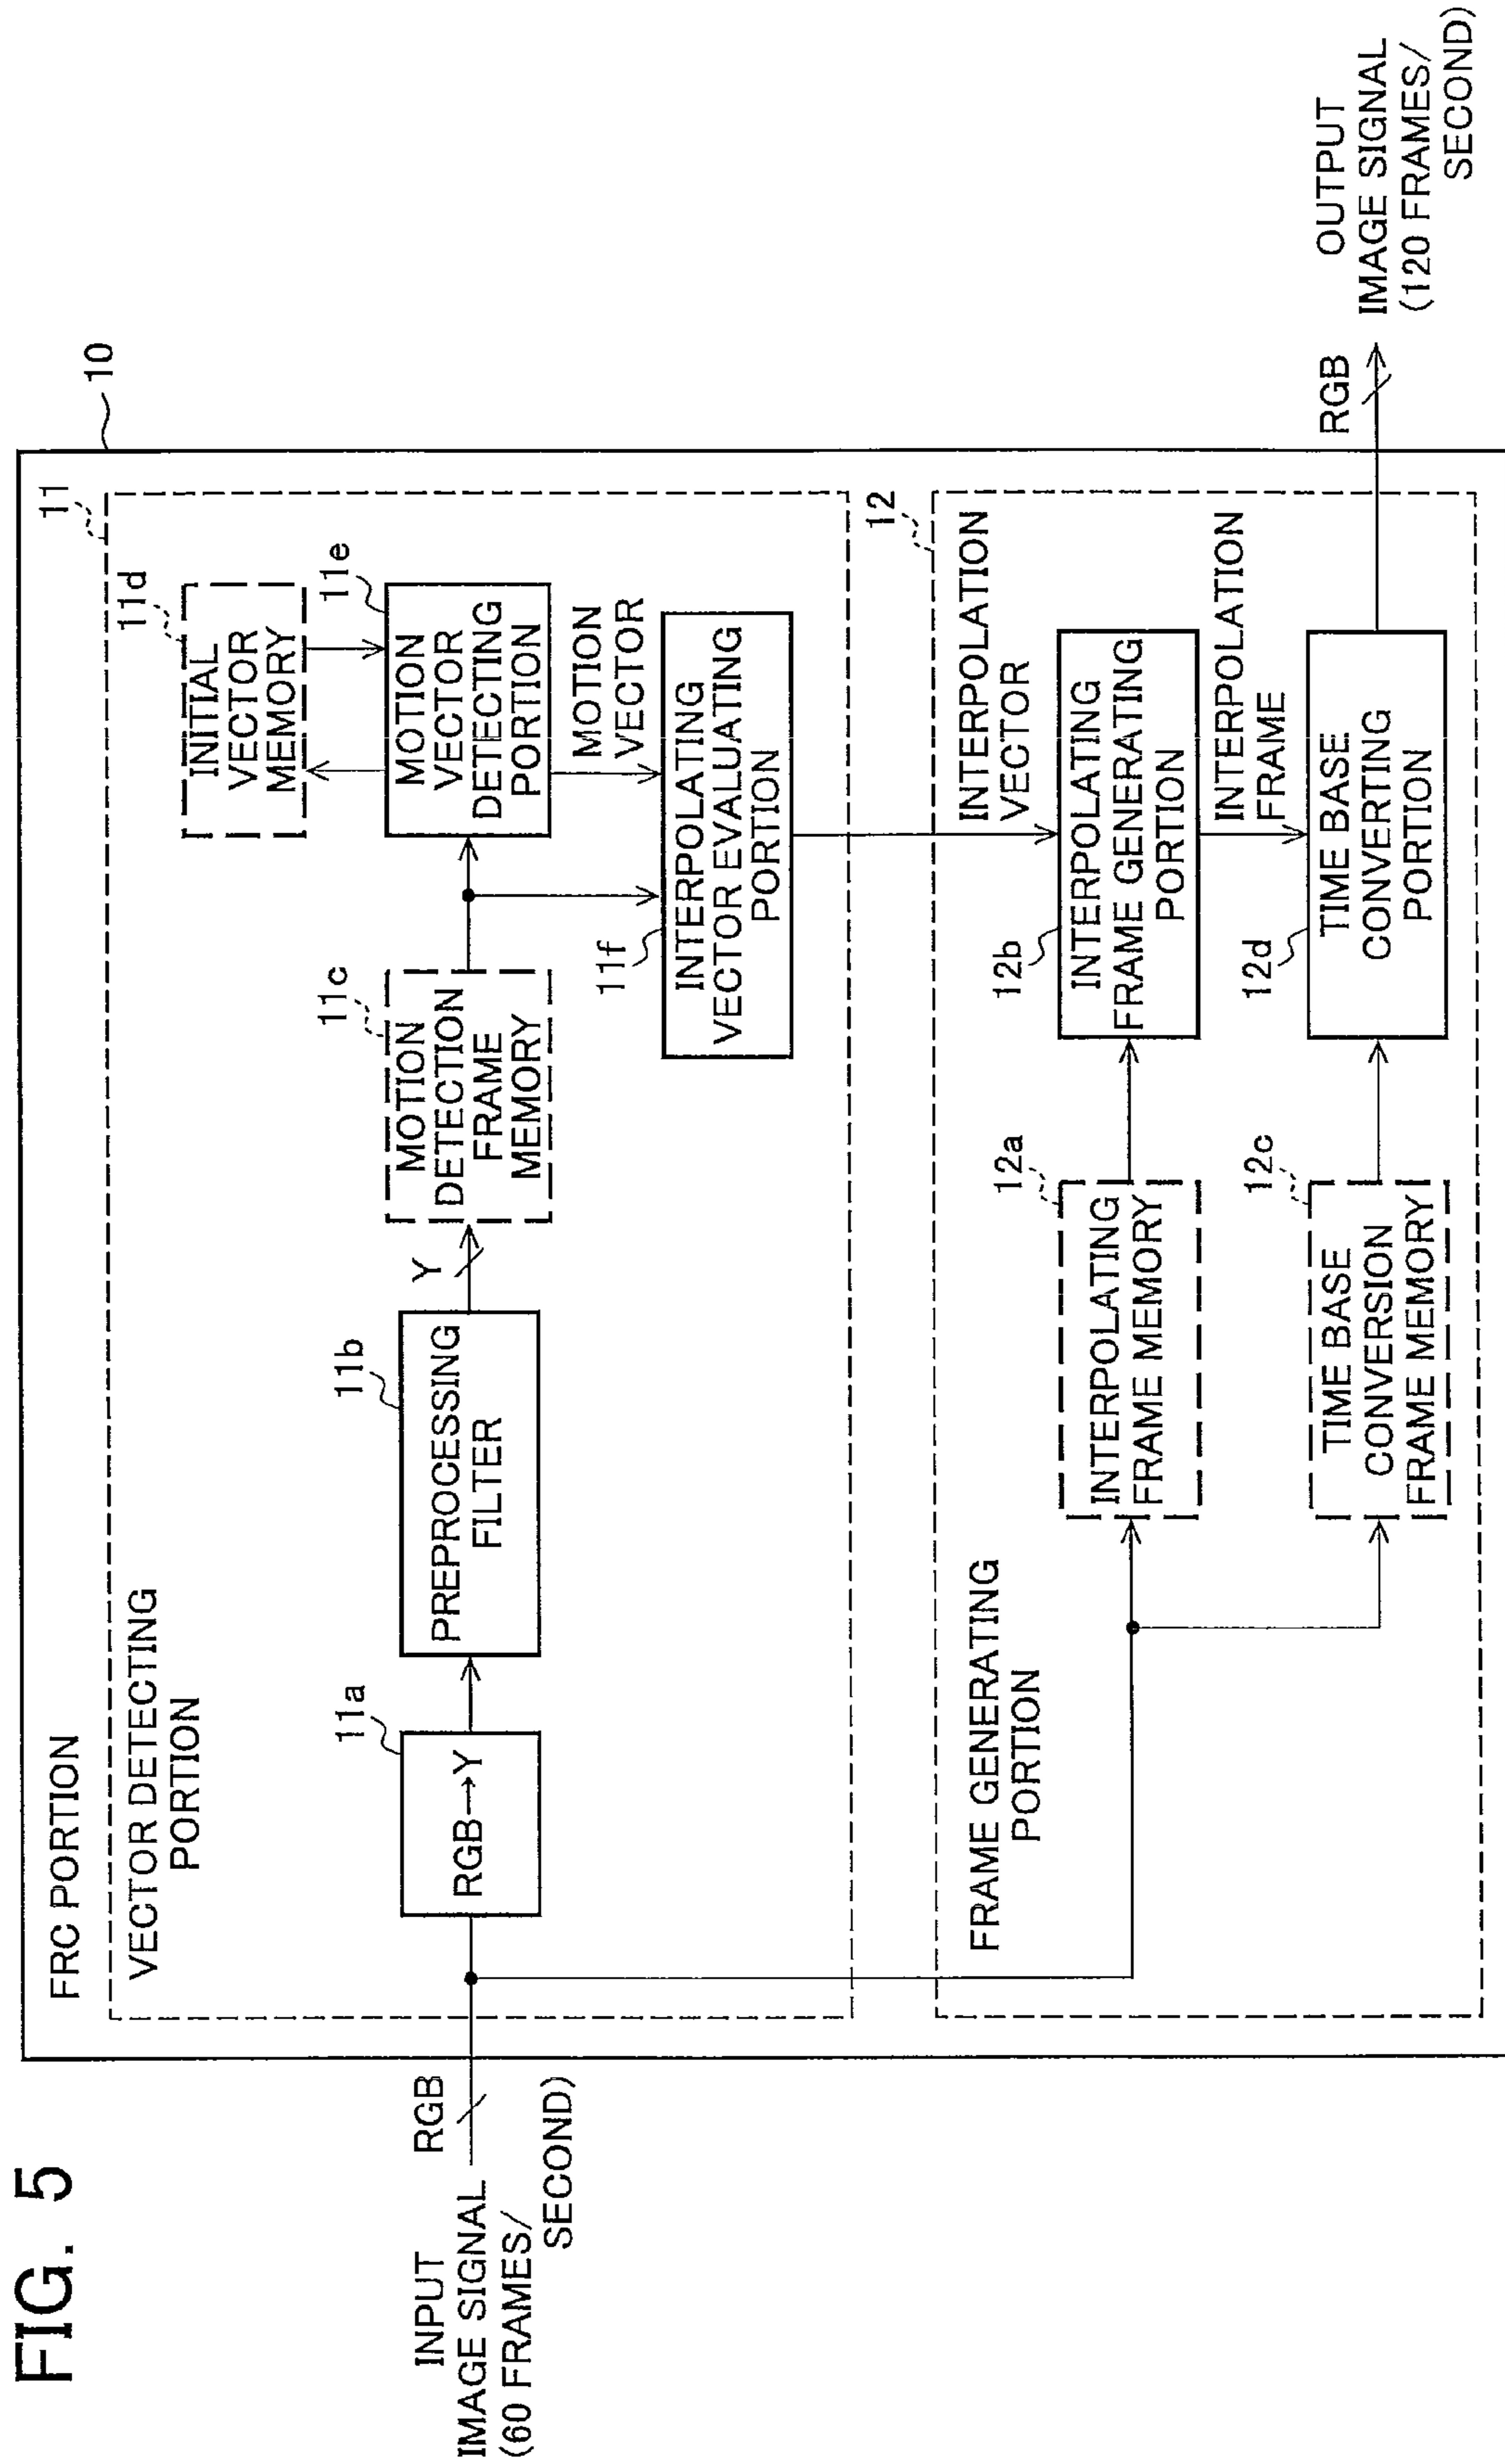 FIG. 5
FRC PORTION
10
VECTOR DETECTING
PORTION
11
INPUT
IMAGE SIGNAL
(60 FRAMES/
SECOND)
RGB
11a
RGB→Y
11b
PREPROCESSING
FILTER
Y
11c
MOTION
DETECTION
FRAME
MEMORY
11d
INITIAL
VECTOR
MEMORY
11e
MOTION
VECTOR
DETECTING
PORTION
MOTION
VECTOR
11f
INTERPOLATING
VECTOR EVALUATING
PORTION
FRAME GENERATING
PORTION
12
INTERPOLATION
VECTOR
12a
INTERPOLATING
FRAME MEMORY
12b
INTERPOLATING
FRAME GENERATING
PORTION
INTERPOLATION
FRAME
12c
TIME BASE
CONVERSION
FRAME MEMORY
12d
TIME BASE
CONVERTING
PORTION
RGB
OUTPUT
IMAGE SIGNAL
(120 FRAMES/
SECOND)